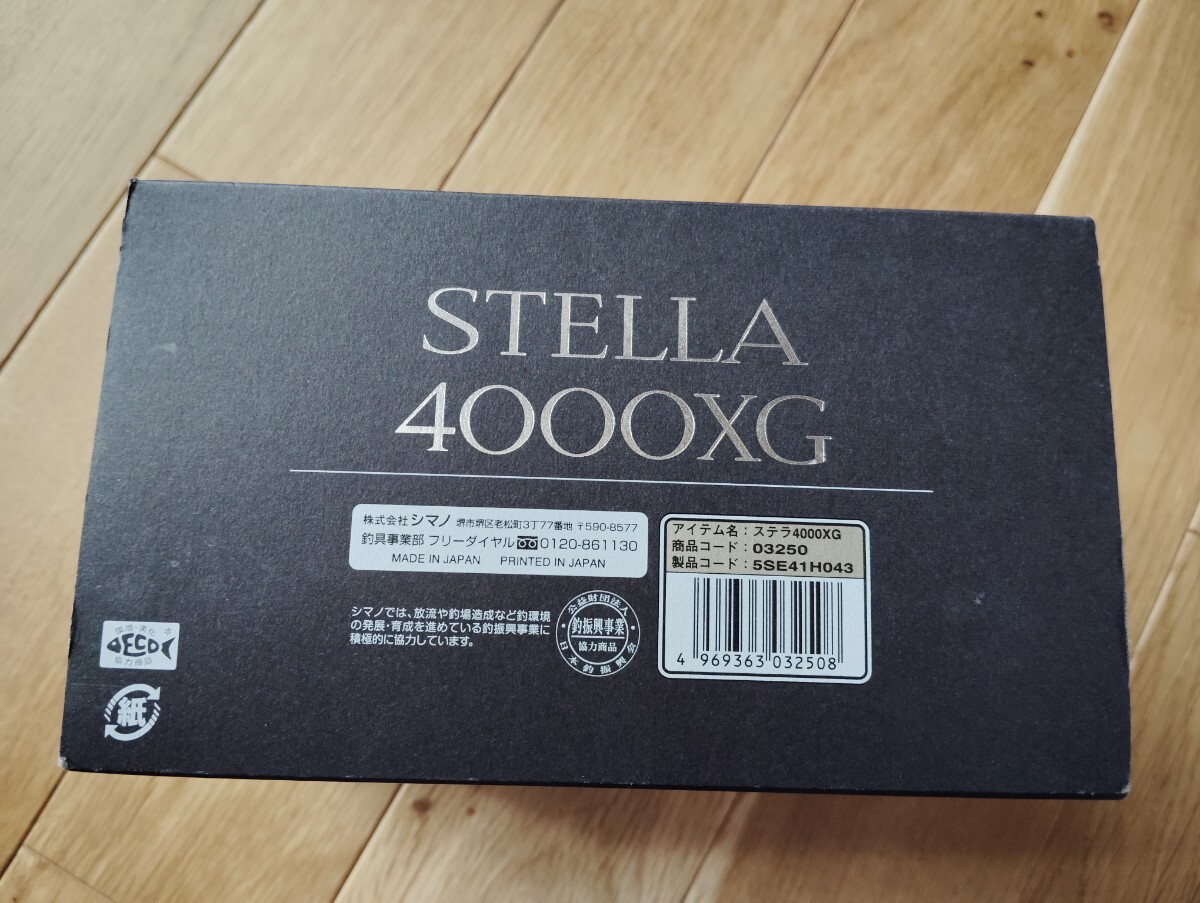 STELLA
4000XG
株式会社 シマノ 堺市堺区老松町3丁77番地 〒590-8577
釣具事業部 フリーダイヤル 0120-861130
MADE IN JAPAN PRINTED IN JAPAN
シマノでは、放流や釣場造成など釣環境
の発展・育成を進めている釣振興事業に
積極的に協力しています。
公益財団法人
釣振興事業
協力商品
日本釣振興会
アイテム名：ステラ4000XG
商品コード：03250
製品コード：5SE41H043
4 969363 032508
環境・美化
ECO
協力商品
紙